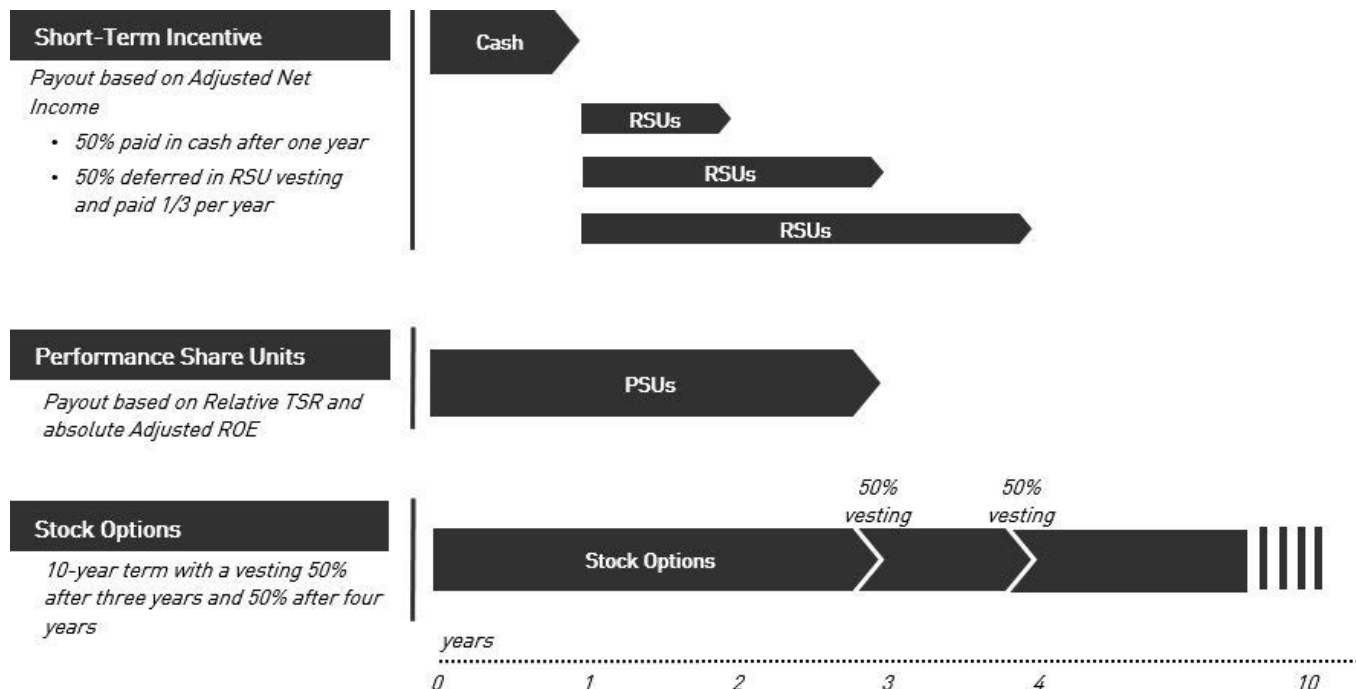 Short-Term Incentive
Payout based on Adjusted Net
Income
• 50% paid in cash after one year
• 50% deferred in RSU vesting
and paid 1/3 per year
Cash
RSUs
RSUs
RSUs
Performance Share Units
Payout based on Relative TSR and
absolute Adjusted ROE
PSUs
Stock Options
10-year term with a vesting 50%
after three years and 50% after four
years
50%
vesting
50%
vesting
Stock Options
years
0 1 2 3 4 10